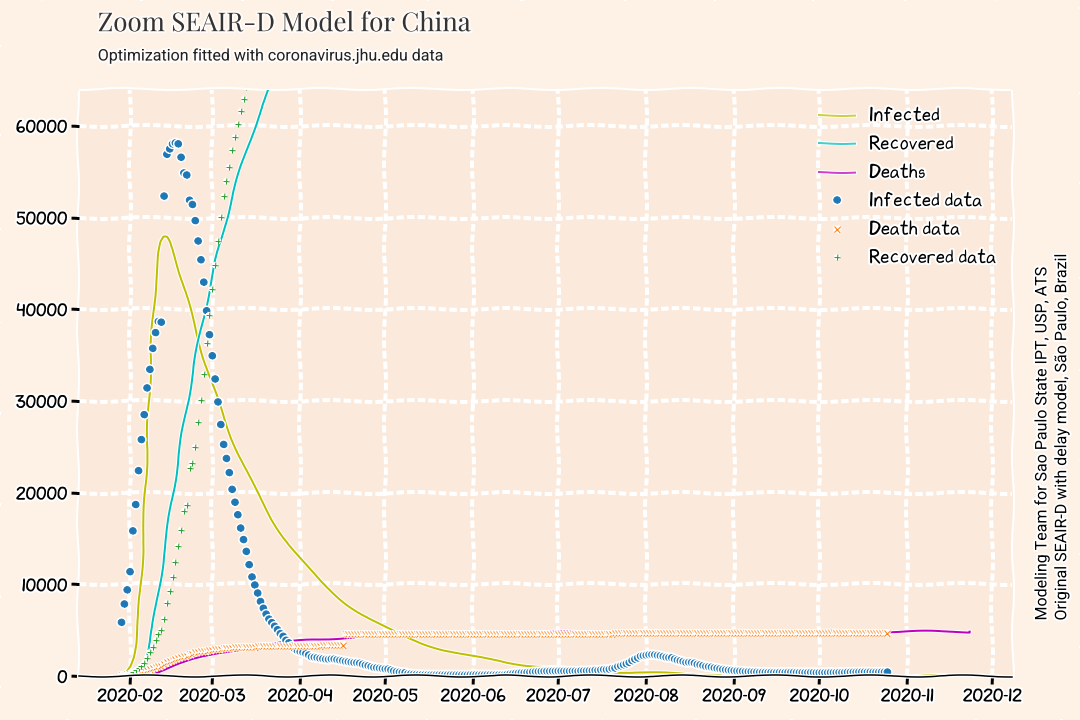 Zoom SEAIR-D Model for China
Optimization fitted with coronavirus.jhu.edu data
60000
50000
40000
30000
20000
10000
0
2020-02 2020-03 2020-04 2020-05 2020-06 2020-07 2020-08 2020-09 2020-10 2020-11 2020-12
Infected
Recovered
Deaths
Infected data
Death data
Recovered data
Modeling Team for Sao Paulo State IPT, USP, ATS
Original SEAIR-D with delay model, São Paulo, Brazil